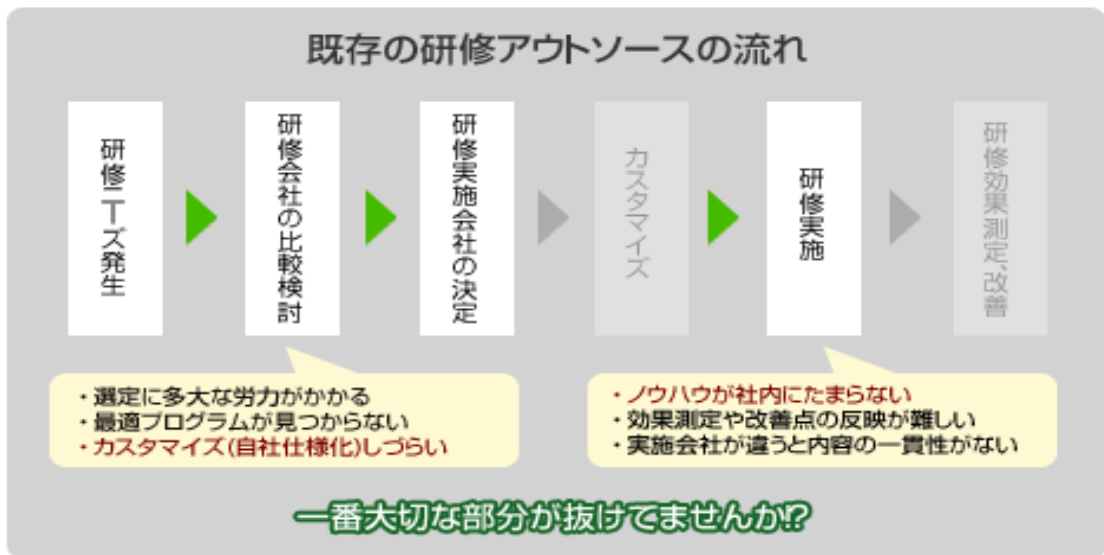 既存の研修アウトソースの流れ
研修ニーズ発生
研修会社の比較検討
研修実施会社の決定
カスタマイズ
研修実施
研修効果測定、改善
・選定に多大な労力がかかる
・最適プログラムが見つからない
・カスタマイズ(自社仕様化)しづらい
・ノウハウが社内にたまらない
・効果測定や改善点の反映が難しい
・実施会社が違うと内容の一貫性がない
一番大切な部分が抜けてませんか!?